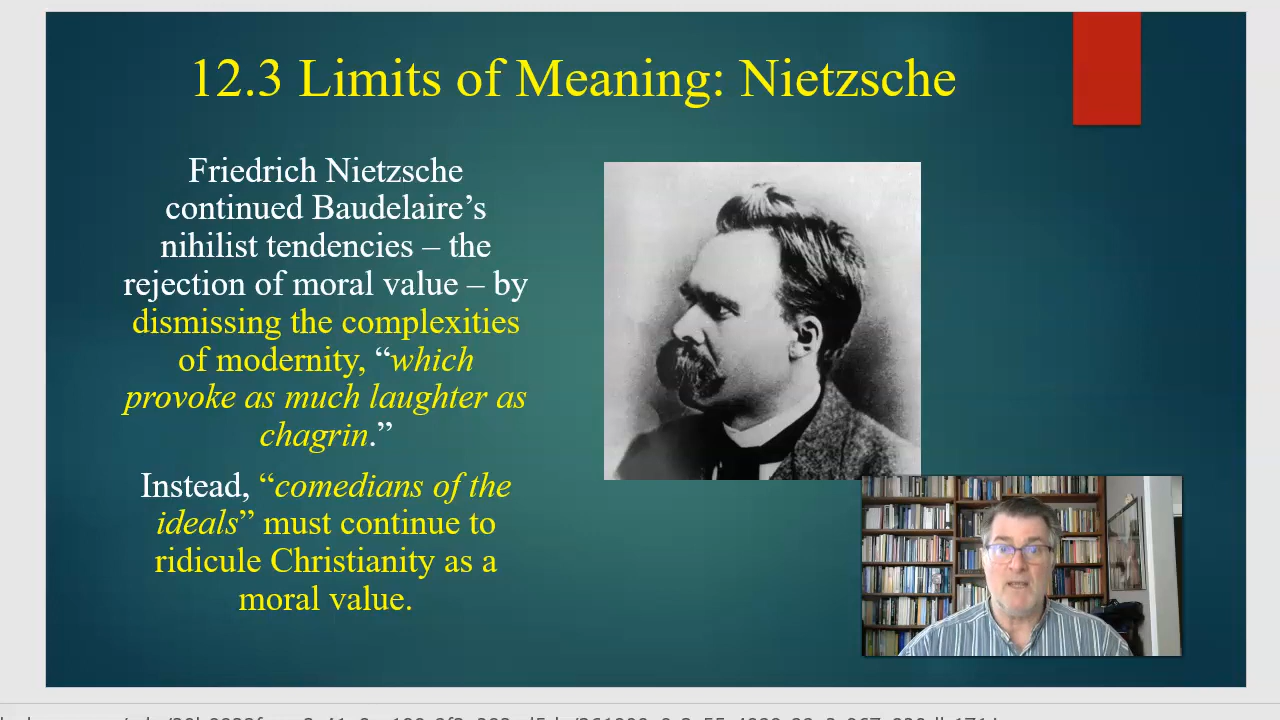 12.3 Limits of Meaning: Nietzsche
Friedrich Nietzsche
continued Baudelaire’s
nihilist tendencies – the
rejection of moral value – by
dismissing the complexities
of modernity, “which
provoke as much laughter as
chagrin.”
Instead, “comedians of the
ideals” must continue to
ridicule Christianity as a
moral value.